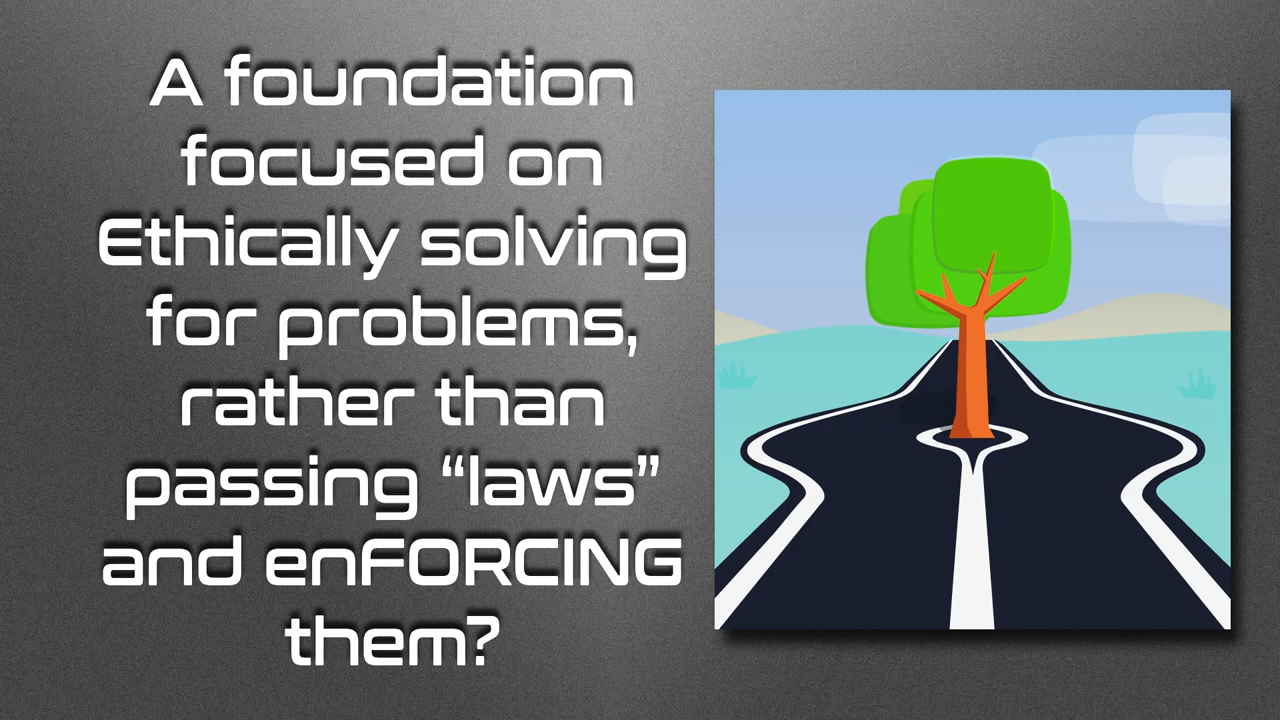 A foundation
focused on
Ethically solving
for problems,
rather than
passing “laws”
and enFORCING
them?